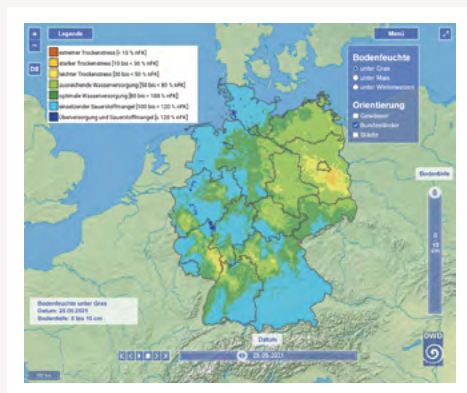 +
−
DE
Legende
Menü
extremer Trockenstress [< 10 % nFK]
starker Trockenstress [10 bis < 30 % nFK]
leichter Trockenstress [30 bis < 50 % nFK]
ausreichende Wasserversorgung [50 bis < 80 % nFK]
optimale Wasserversorgung [80 bis < 100 % nFK]
einsetzender Sauerstoffmangel [100 bis < 120 % nFK]
Überversorgung und Sauerstoffmangel [≥ 120 % nFK]
Bodenfeuchte
unter Gras
unter Mais
unter Winterweizen
Orientierung
Gewässer
Bundesländer
Städte
Bodentiefe
0
10
cm
Bodenfeuchte unter Gras
Datum: 25.05.2021
Bodentiefe: 0 bis 10 cm
Datum
25.05.2021
DWD